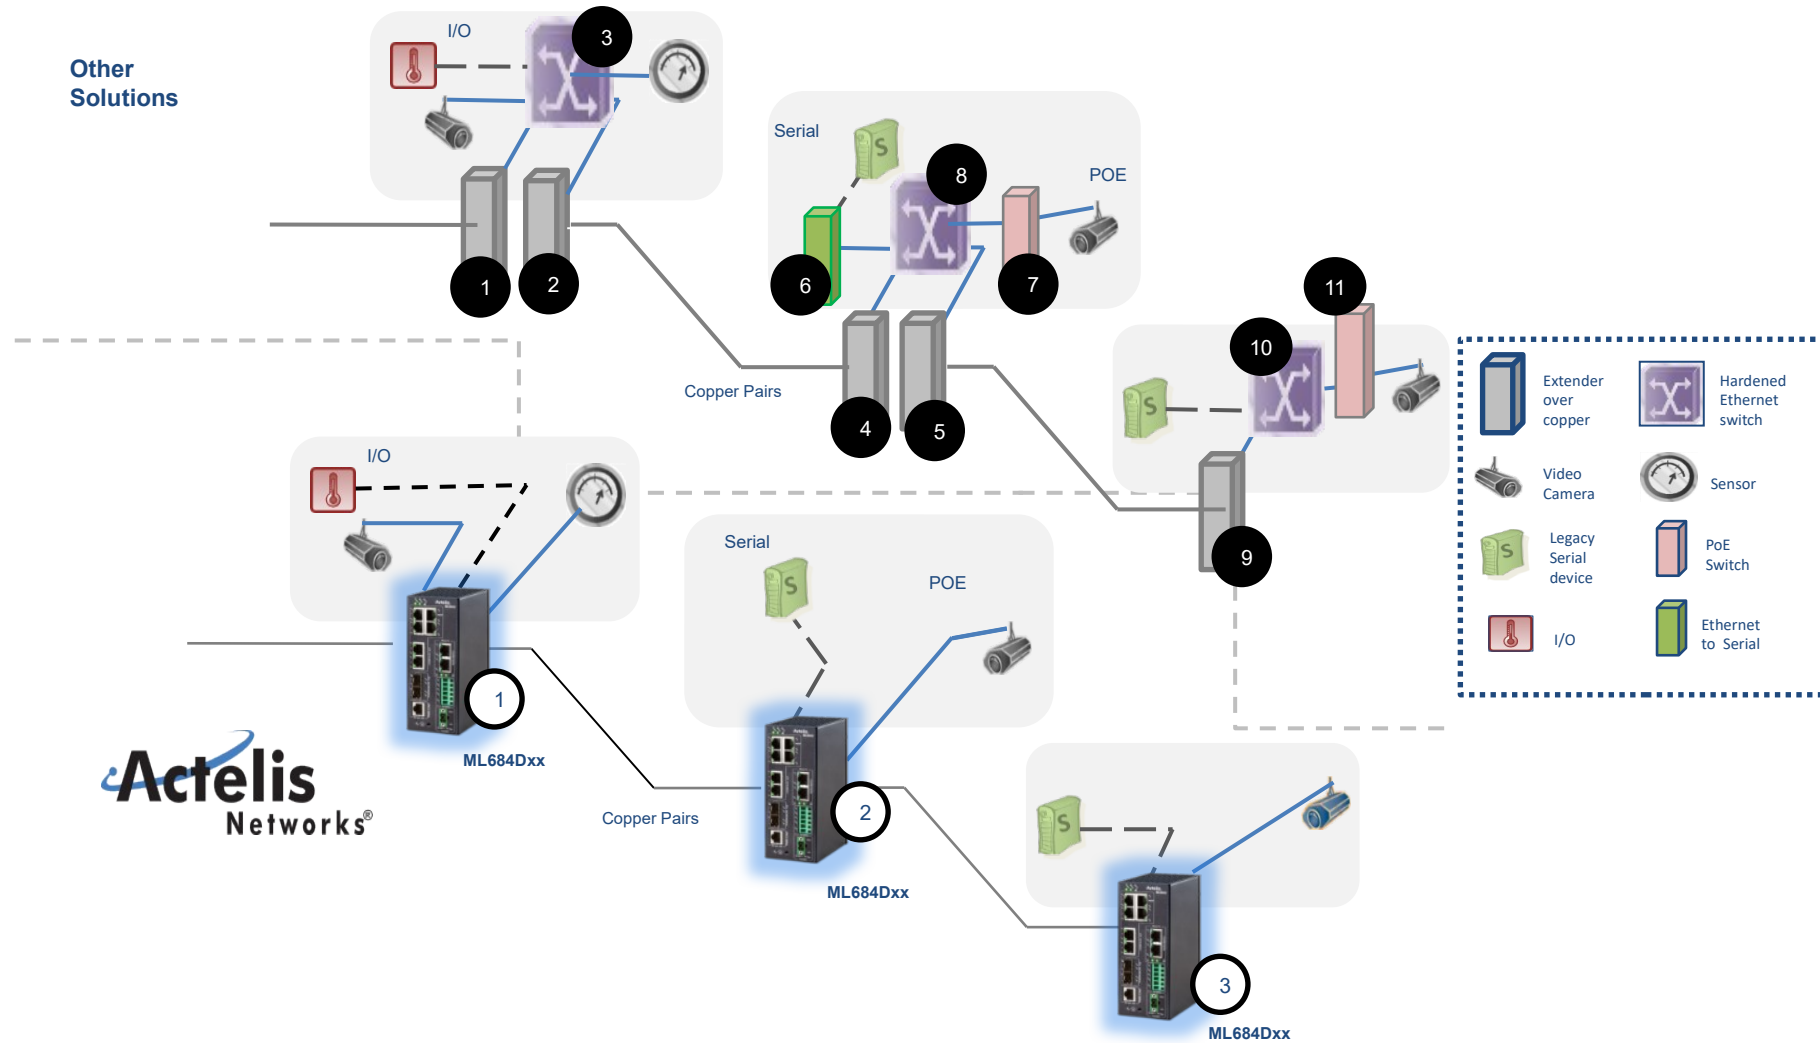 Other
Solutions
I/O
3
1
2
Serial
S
8
POE
6
7
Copper Pairs
4
5
11
10
S
9
Extender
over
copper
Hardened
Ethernet
switch
Video
Camera
Sensor
S
Legacy
Serial
device
PoE
Switch
I/O
Ethernet
to Serial
I/O
1
ML684Dxx
Serial
S
POE
2
ML684Dxx
Copper Pairs
S
3
ML684Dxx
Actelis
Networks®